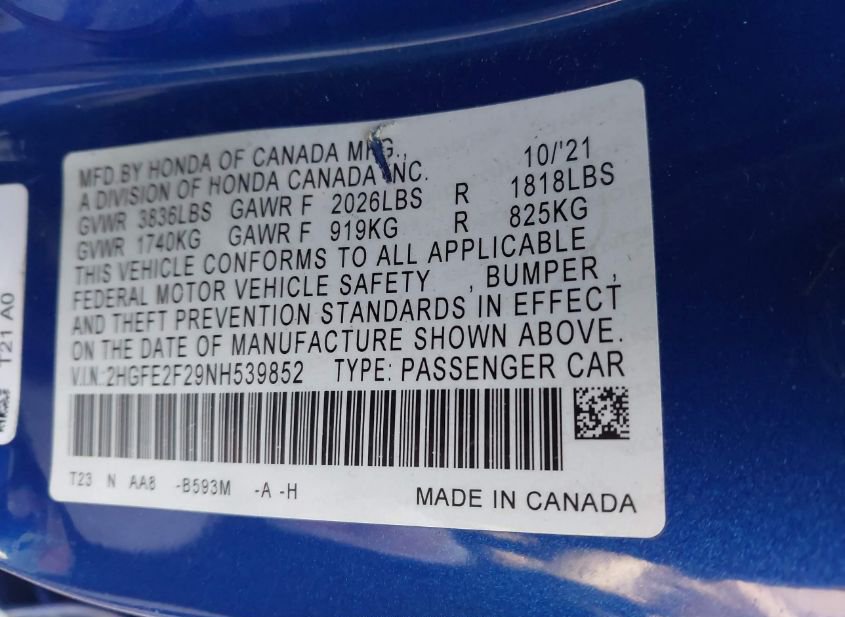 MFD.BY HONDA OF CANADA MFG., 10/'21
A DIVISION OF HONDA CANADA INC.
GVWR 3836LBS GAWR F 2026LBS R 1818LBS
GVWR 1740KG GAWR F 919KG R 825KG
THIS VEHICLE CONFORMS TO ALL APPLICABLE
FEDERAL MOTOR VEHICLE SAFETY , BUMPER ,
AND THEFT PREVENTION STANDARDS IN EFFECT
ON THE DATE OF MANUFACTURE SHOWN ABOVE.
V.I.N.:2HGFE2F29NH539852 TYPE: PASSENGER CAR
T23 N AA8 -B593M -A -H
MADE IN CANADA
T21 A0